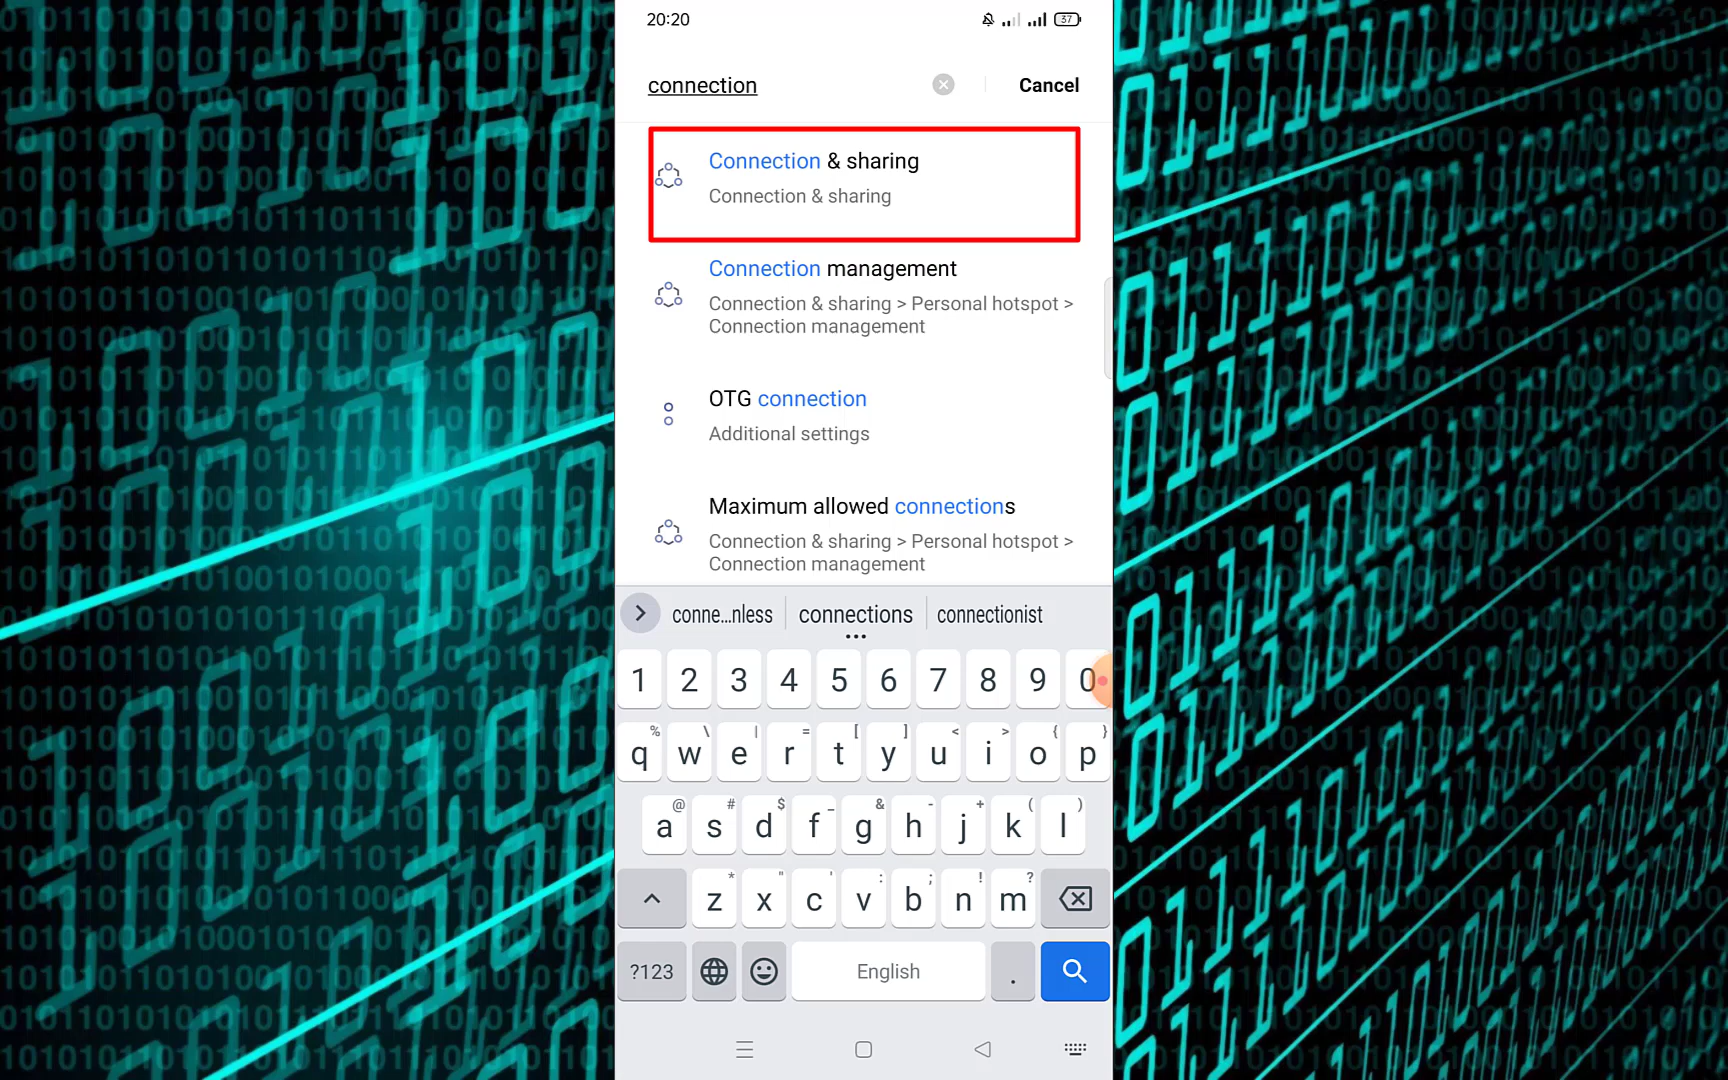 20:20
37
connection
Cancel
Connection & sharing
Connection & sharing
Connection management
Connection & sharing > Personal hotspot >
Connection management
OTG connection
Additional settings
Maximum allowed connections
Connection & sharing > Personal hotspot >
Connection management
conne...nless connections connectionist
1 2 3 4 5 6 7 8 9 0
% \ | = [ ] < > { }
q w e r t y u i o p
@ # $ _ & - + ( )
a s d f g h j k l
* " ' : ; ! ?
z x c v b n m
?123 English .